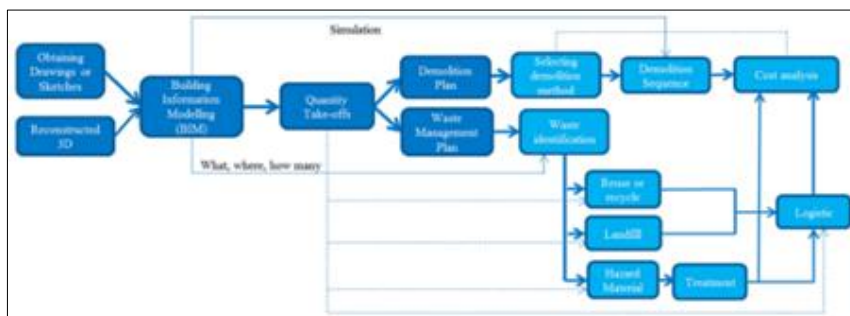 Simulation
Obtaining
Drawings or
Sketches
Reconstructed
3D
Building
Information
Modelling
(BIM)
Quantity
Take-offs
Demolition
Plan
Waste
Management
Plan
Selecting
demolition
method
Demolition
Sequence
Cost analysis
Waste
identification
What, where, how many
Reuse or
recycle
Landfill
Hazard
Material
Treatment
Logistic